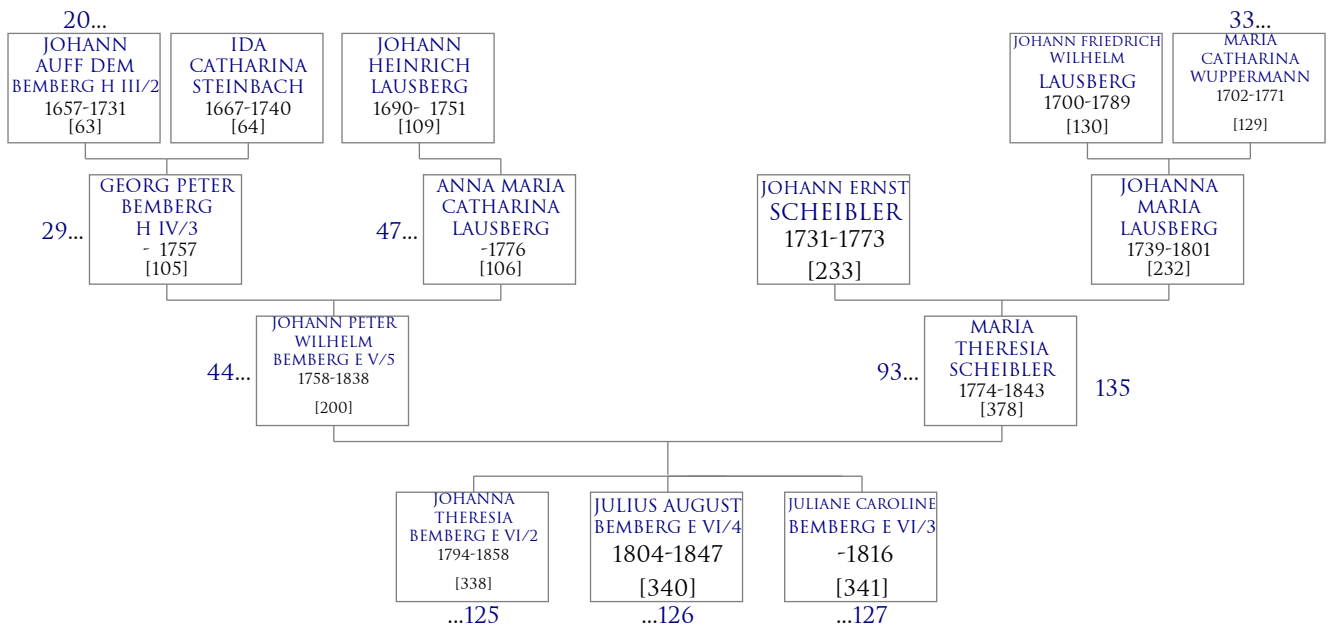 20...
JOHANN
AUFF DEM
BEMBERG H III/2
1657-1731
[63]
IDA
CATHARINA
STEINBACH
1667-1740
[64]
JOHANN
HEINRICH
LAUSBERG
1690- 1751
[109]
JOHANN FRIEDRICH
WILHELM
LAUSBERG
1700-1789
[130]
33...
MARIA
CATHARINA
WUPPERMANN
1702-1771
[129]
29...
GEORG PETER
BEMBERG
H IV/3
- 1757
[105]
47...
ANNA MARIA
CATHARINA
LAUSBERG
-1776
[106]
JOHANN ERNST
SCHEIBLER
1731-1773
[233]
JOHANNA
MARIA
LAUSBERG
1739-1801
[232]
44...
JOHANN PETER
WILHELM
BEMBERG E V/5
1758-1838
[200]
93...
MARIA
THERESIA
SCHEIBLER
1774-1843
[378]
135
JOHANNA
THERESIA
BEMBERG E VI/2
1794-1858
[338]
...125
JULIUS AUGUST
BEMBERG E VI/4
1804-1847
[340]
...126
JULIANE CAROLINE
BEMBERG E VI/3
-1816
[341]
...127